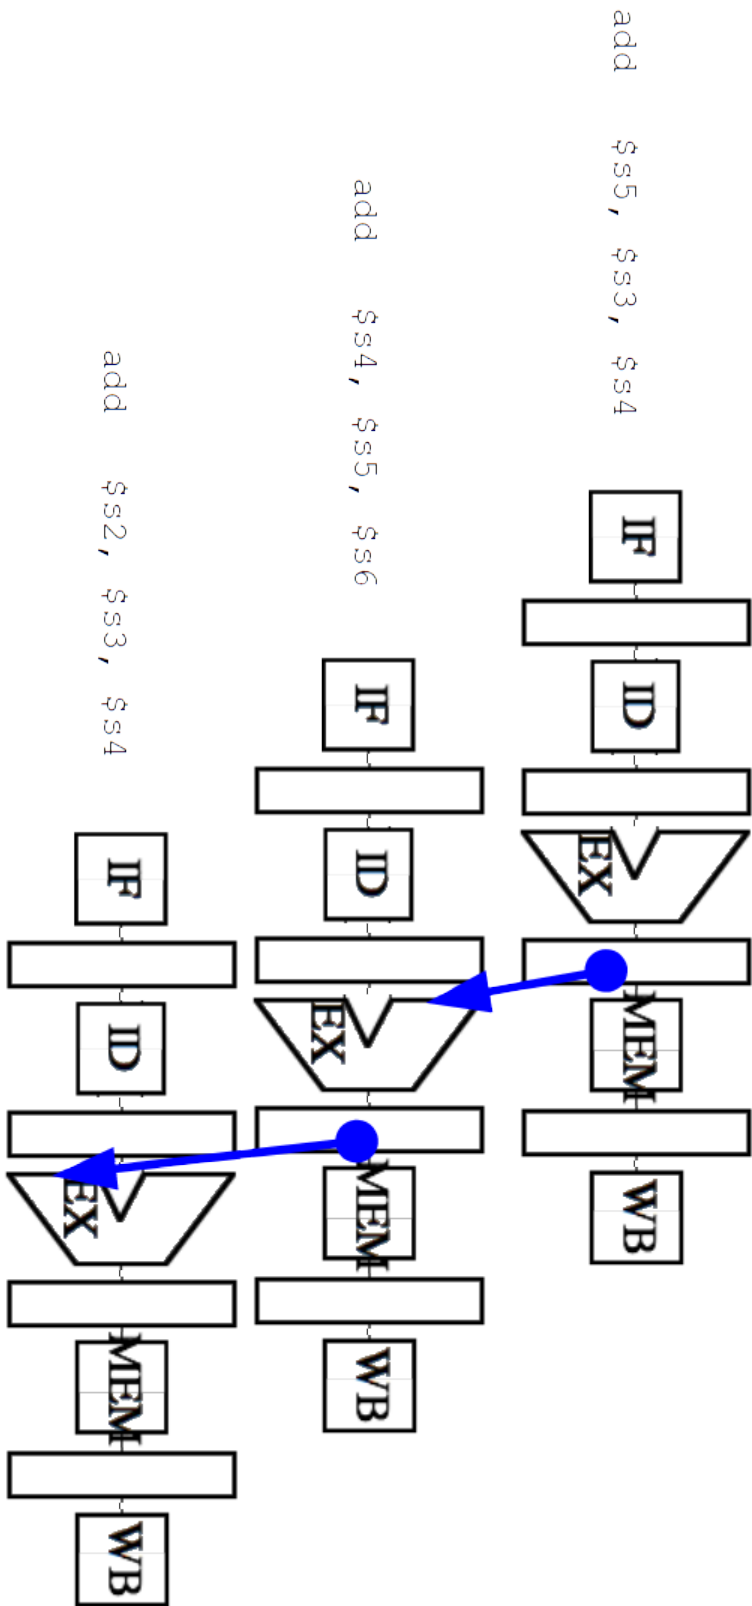 add $s5, $s3, $s4 IF ID EX MEM WB
add $s4, $s5, $s6 IF ID EX MEM WB
add $s2, $s3, $s4 IF ID EX MEM WB